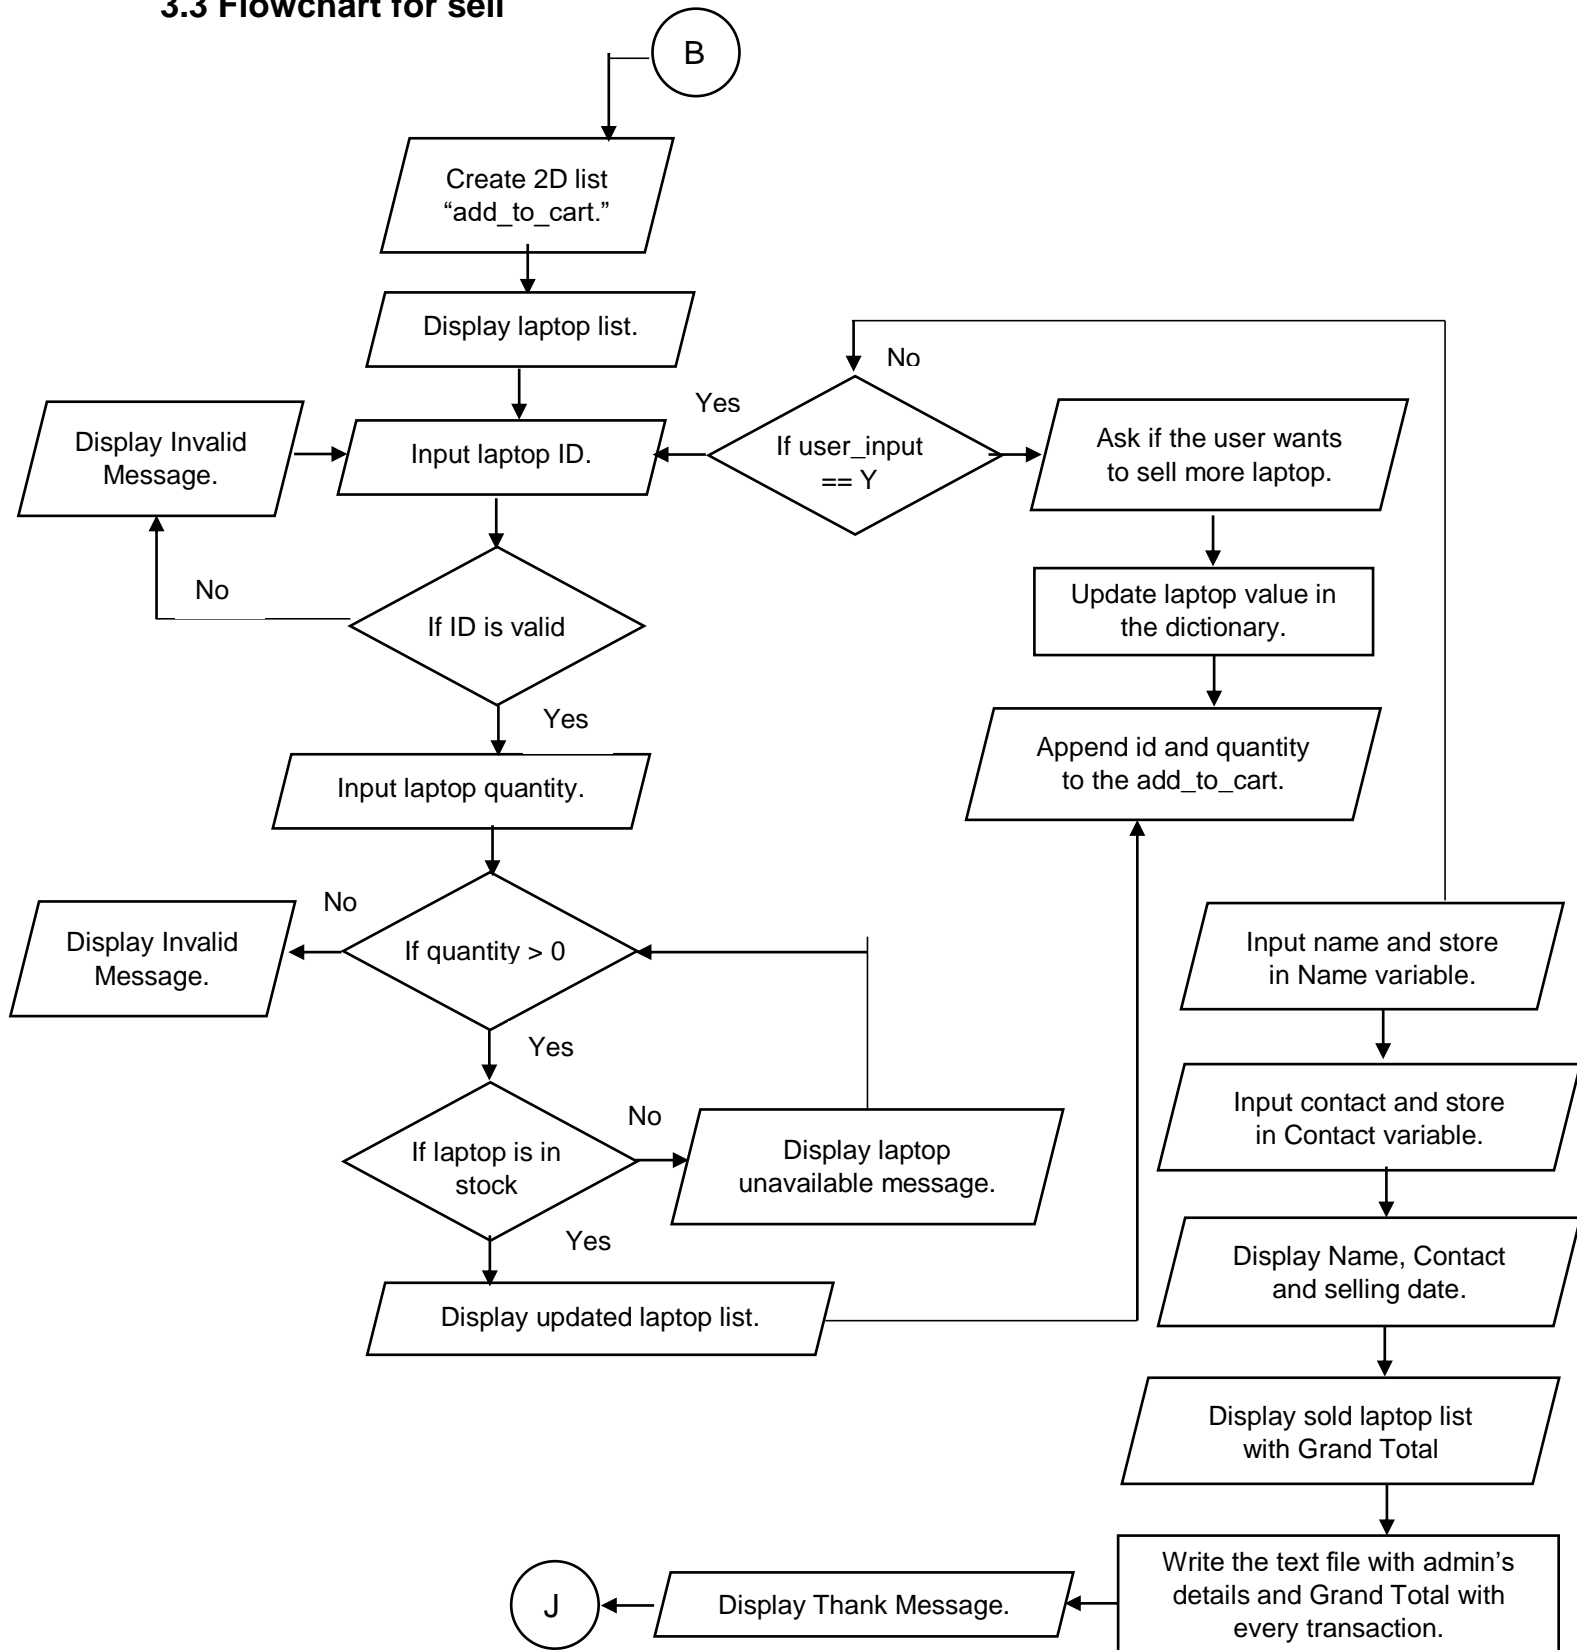 3.3 Flowchart for sell
B
Create 2D list
“add_to_cart.”
Display laptop list.
No
Yes
Display Invalid
Message.
Input laptop ID.
If user_input
== Y
Ask if the user wants
to sell more laptop.
No
If ID is valid
Update laptop value in
the dictionary.
Yes
Input laptop quantity.
Append id and quantity
to the add_to_cart.
No
Display Invalid
Message.
If quantity > 0
Input name and store
in Name variable.
Yes
No
If laptop is in
stock
Display laptop
unavailable message.
Input contact and store
in Contact variable.
Yes
Display Name, Contact
and selling date.
Display updated laptop list.
Display sold laptop list
with Grand Total
Write the text file with admin’s
details and Grand Total with
every transaction.
Display Thank Message.
J